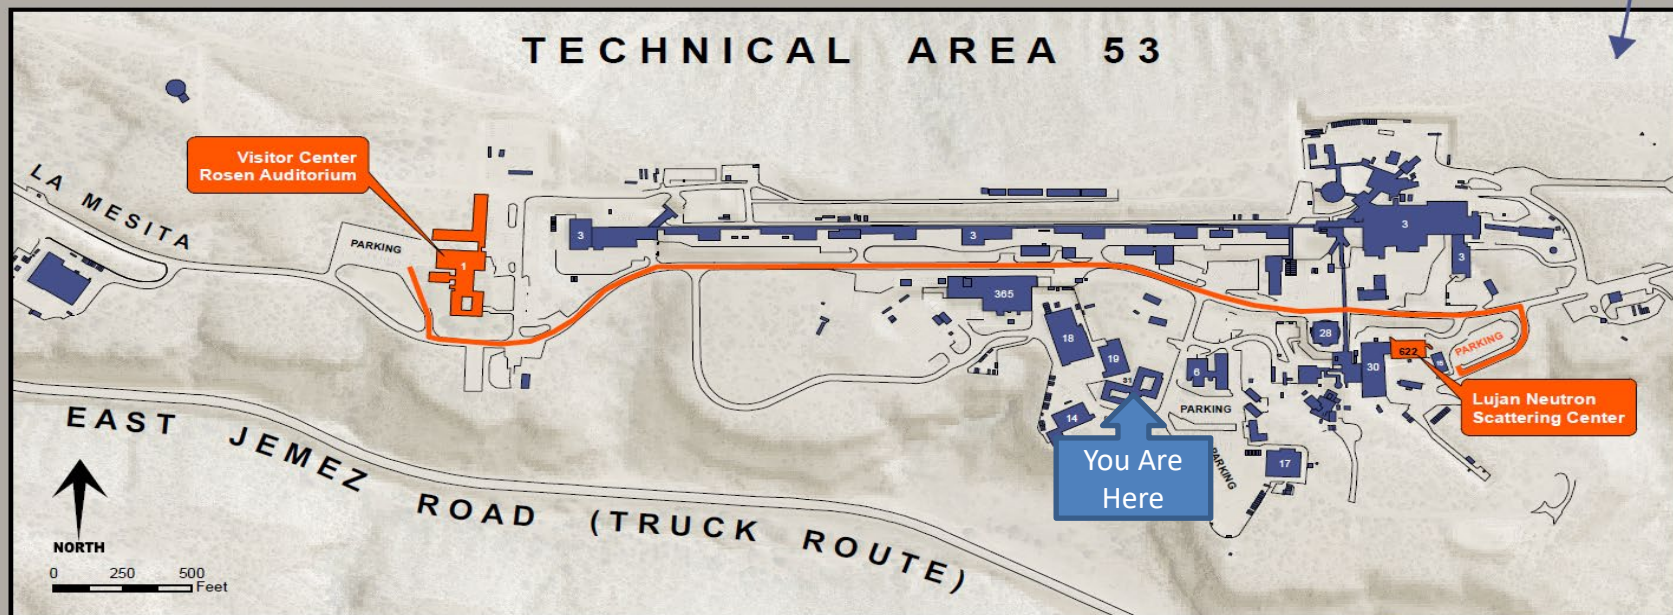 TECHNICAL AREA 53
Visitor Center
Rosen Auditorium
LA MESITA
PARKING
1
3
3
3
3
365
18
19
31
14
6
PARKING
PARKING
17
28
30
622
PARKING
Lujan Neutron
Scattering Center
You Are
Here
EAST JEMEZ ROAD (TRUCK ROUTE)
NORTH
0 250 500
Feet